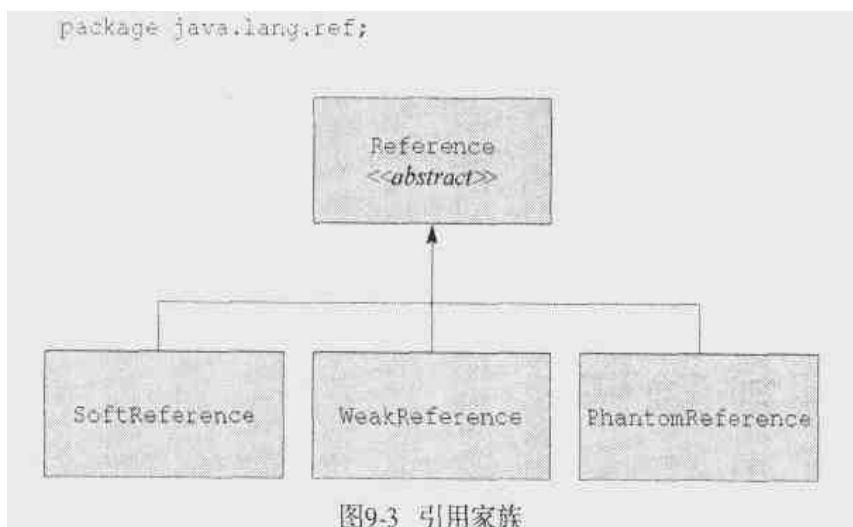 package java.lang.ref;
Reference
<<abstract>>
SoftReference
WeakReference
PhantomReference
图9-3 引用家族